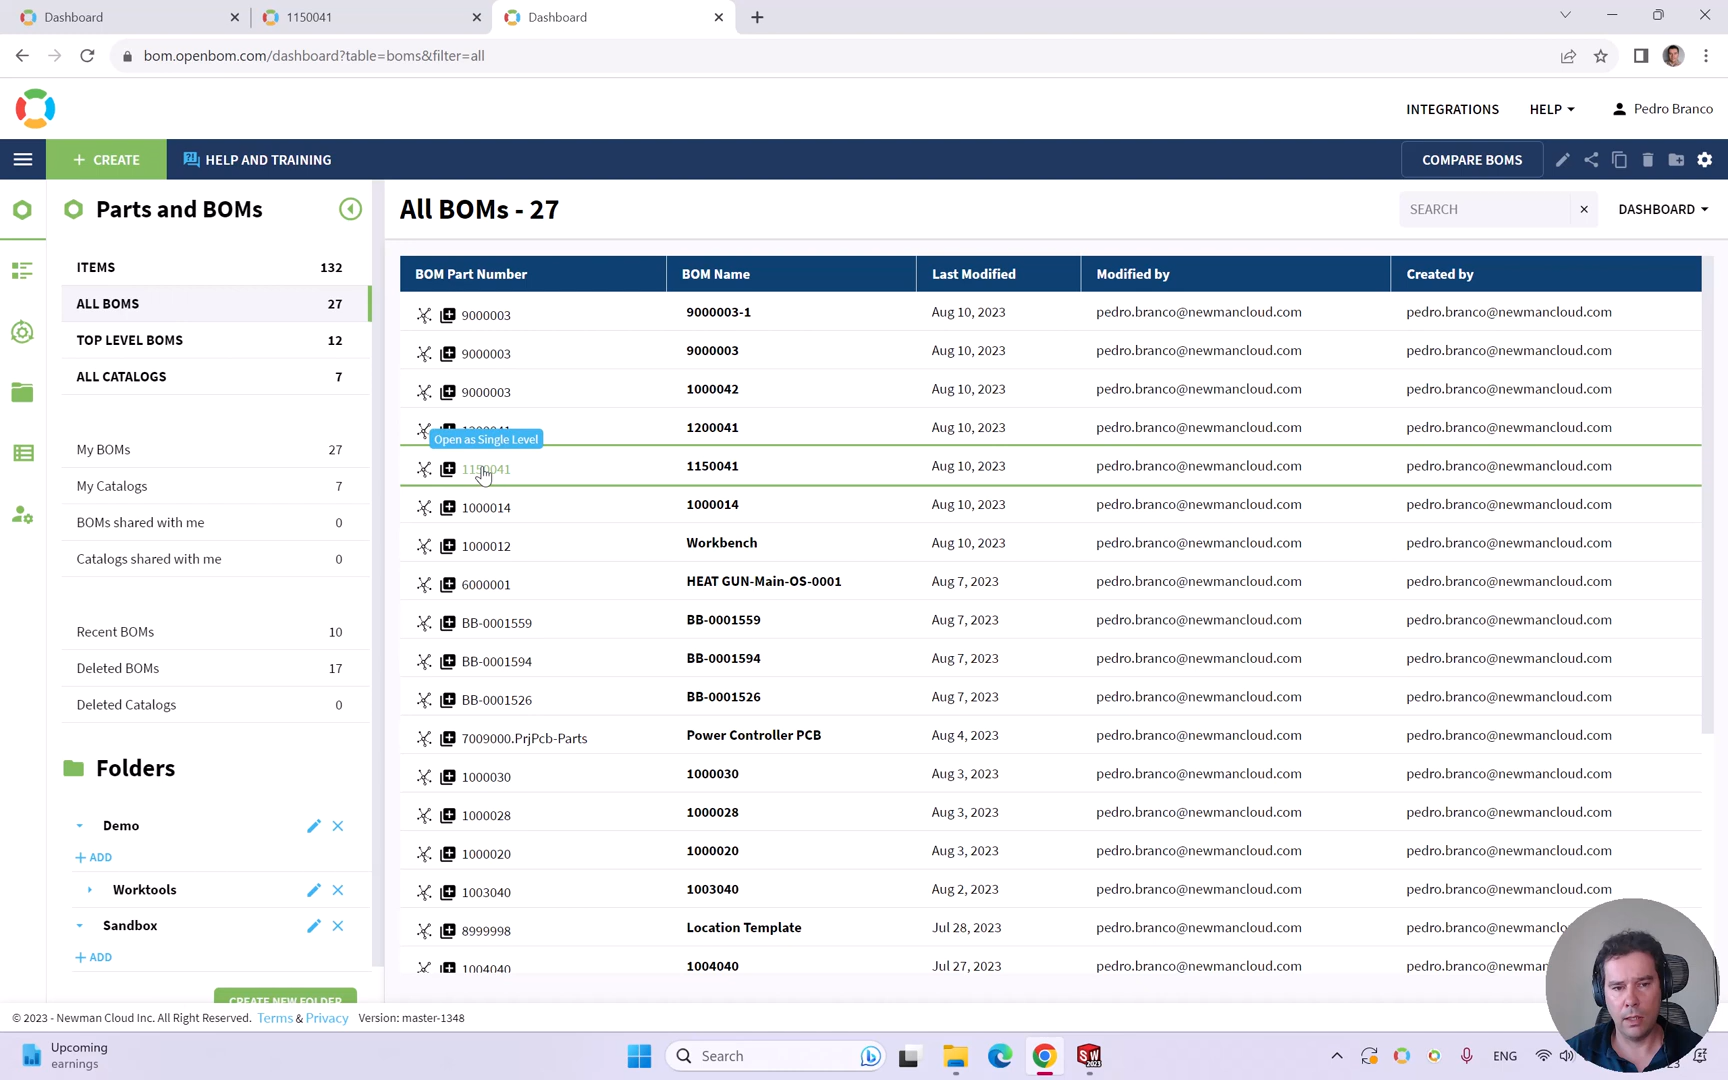 Dashboard
1150041
Dashboard
bom.openbom.com/dashboard?table=boms&filter=all
INTEGRATIONS
HELP
Pedro Branco
CREATE
HELP AND TRAINING
COMPARE BOMS
Parts and BOMs
ITEMS 132
ALL BOMS 27
TOP LEVEL BOMS 12
ALL CATALOGS 7
My BOMs 27
My Catalogs 7
BOMs shared with me 0
Catalogs shared with me 0
Recent BOMs 10
Deleted BOMs 17
Deleted Catalogs 0
Folders
Demo
+ ADD
Worktools
Sandbox
+ ADD
CREATE NEW FOLDER
All BOMs - 27
SEARCH
DASHBOARD
BOM Part Number BOM Name Last Modified Modified by Created by
9000003 9000003-1 Aug 10, 2023 pedro.branco@newmancloud.com pedro.branco@newmancloud.com
9000003 9000003 Aug 10, 2023 pedro.branco@newmancloud.com pedro.branco@newmancloud.com
9000003 1000042 Aug 10, 2023 pedro.branco@newmancloud.com pedro.branco@newmancloud.com
1200041 1200041 Aug 10, 2023 pedro.branco@newmancloud.com pedro.branco@newmancloud.com
Open as Single Level
1150041 1150041 Aug 10, 2023 pedro.branco@newmancloud.com pedro.branco@newmancloud.com
1000014 1000014 Aug 10, 2023 pedro.branco@newmancloud.com pedro.branco@newmancloud.com
1000012 Workbench Aug 10, 2023 pedro.branco@newmancloud.com pedro.branco@newmancloud.com
6000001 HEAT GUN-Main-OS-0001 Aug 7, 2023 pedro.branco@newmancloud.com pedro.branco@newmancloud.com
BB-0001559 BB-0001559 Aug 7, 2023 pedro.branco@newmancloud.com pedro.branco@newmancloud.com
BB-0001594 BB-0001594 Aug 7, 2023 pedro.branco@newmancloud.com pedro.branco@newmancloud.com
BB-0001526 BB-0001526 Aug 7, 2023 pedro.branco@newmancloud.com pedro.branco@newmancloud.com
7009000.PrjPcb-Parts Power Controller PCB Aug 4, 2023 pedro.branco@newmancloud.com pedro.branco@newmancloud.com
1000030 1000030 Aug 3, 2023 pedro.branco@newmancloud.com pedro.branco@newmancloud.com
1000028 1000028 Aug 3, 2023 pedro.branco@newmancloud.com pedro.branco@newmancloud.com
1000020 1000020 Aug 3, 2023 pedro.branco@newmancloud.com pedro.branco@newmancloud.com
1003040 1003040 Aug 2, 2023 pedro.branco@newmancloud.com pedro.branco@newmancloud.com
8999998 Location Template Jul 28, 2023 pedro.branco@newmancloud.com pedro.branco@newmanclo
1004040 1004040 Jul 27, 2023 pedro.branco@newmancloud.com pedro.branco@newman
© 2023 - Newman Cloud Inc. All Right Reserved. Terms & Privacy Version: master-1348
Upcoming
earnings
Search
ENG